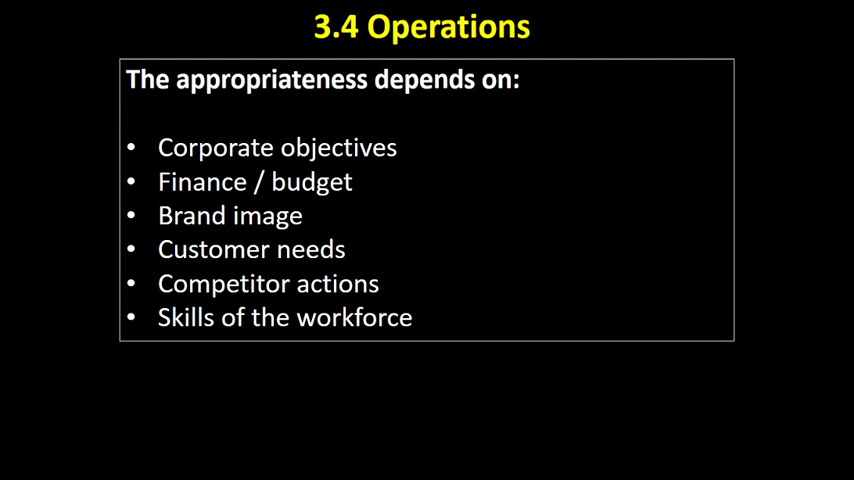 3.4 Operations
The appropriateness depends on:
• Corporate objectives
• Finance / budget
• Brand image
• Customer needs
• Competitor actions
• Skills of the workforce